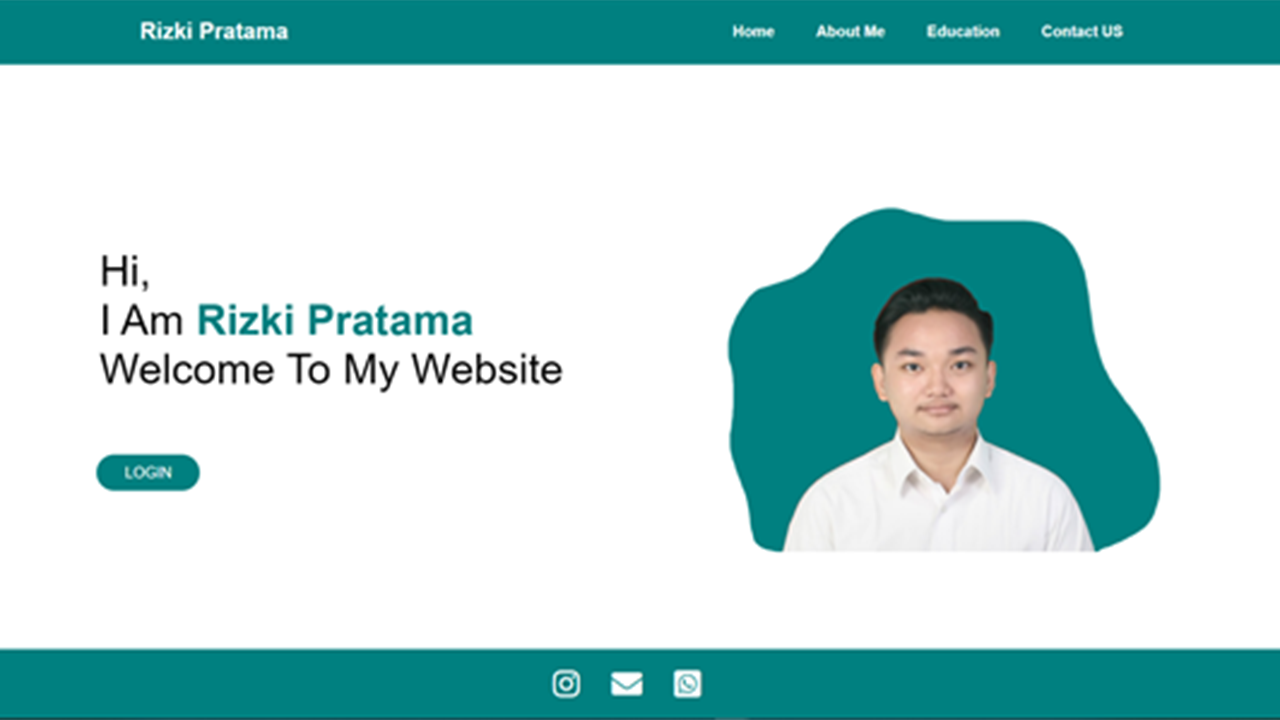 Rizki Pratama
Home About Me Education Contact US
Hi,
I Am Rizki Pratama
Welcome To My Website
LOGIN